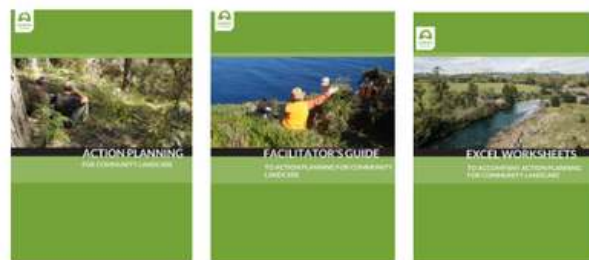 ACTION PLANNING
FOR COMMUNITY LANDCARE
FACILITATOR'S GUIDE
TO ACTION PLANNING FOR COMMUNITY
LANDCARE
EXCEL WORKSHEETS
TO ACCOMPANY ACTION PLANNING
FOR COMMUNITY LANDCARE